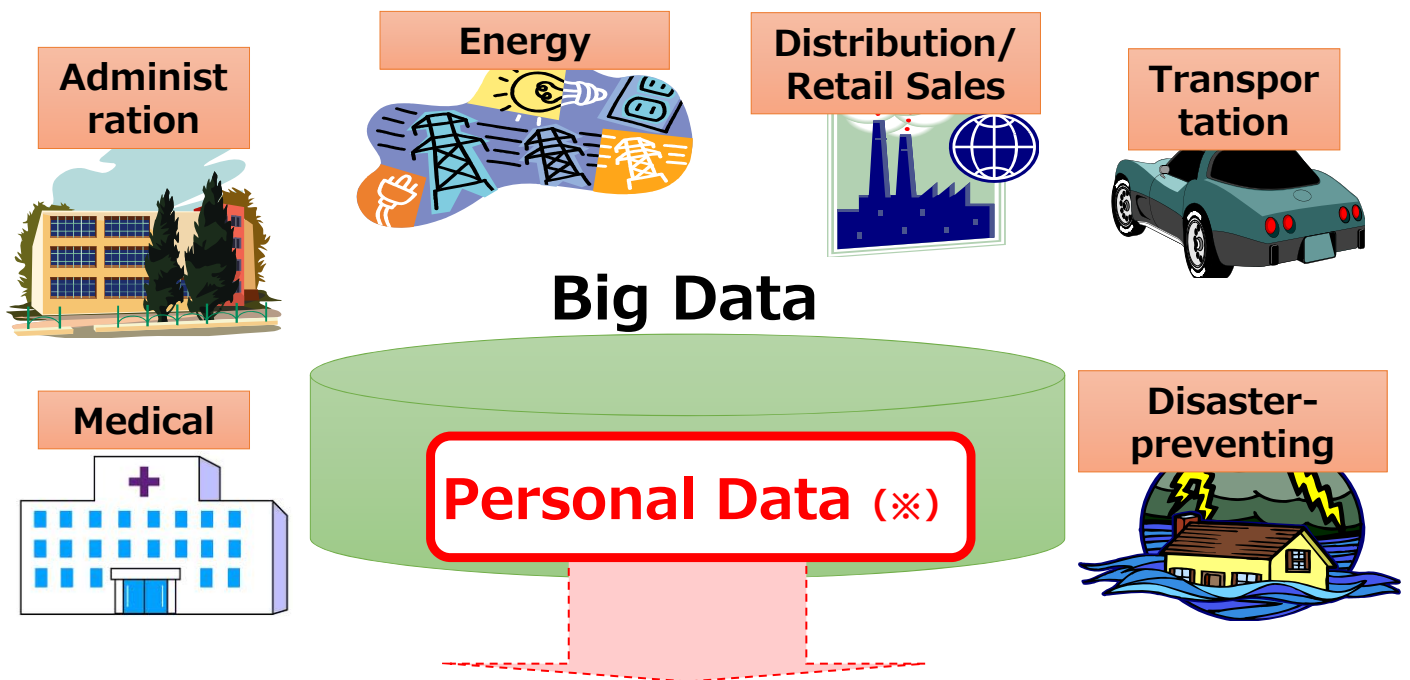 Administ
ration
Energy
Distribution/
Retail Sales
Transpor
tation
Big Data
Medical
Disaster-
preventing
Personal Data（※）